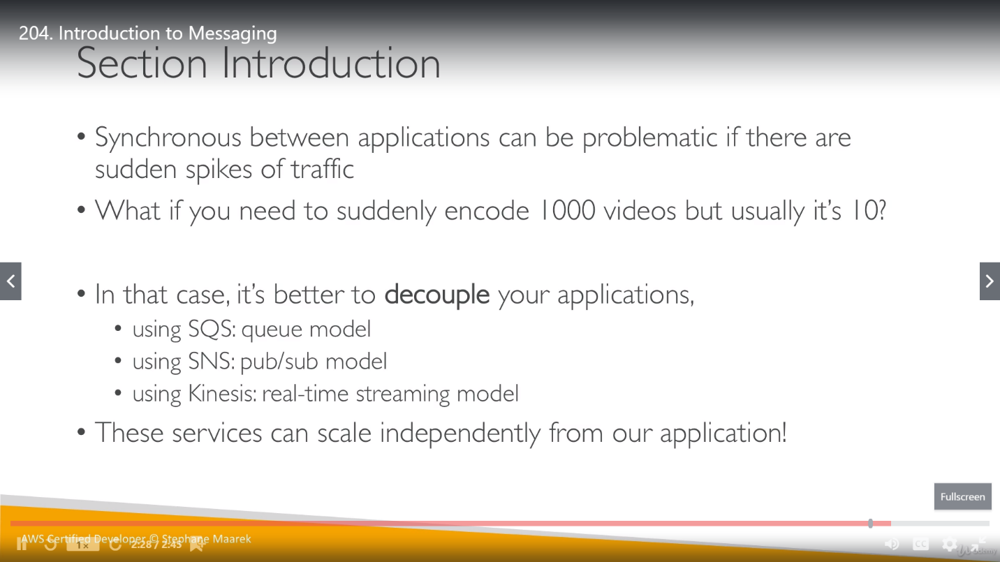 204. Introduction to Messaging
Section Introduction
• Synchronous between applications can be problematic if there are
sudden spikes of traffic
• What if you need to suddenly encode 1000 videos but usually it's 10?
• In that case, it's better to decouple your applications,
• using SQS: queue model
• using SNS: pub/sub model
• using Kinesis: real-time streaming model
• These services can scale independently from our application!
Fullscreen
AWS Certified Developer © Stephane Maarek
1x
2:28 / 2:45
CC
Udemy